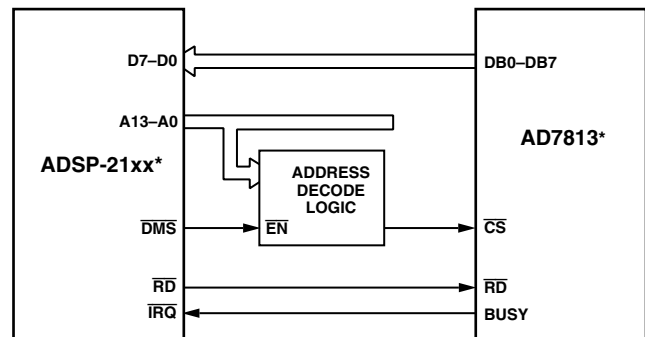 D7–D0
DB0–DB7
A13–A0
ADSP-21xx*
AD7813*
ADDRESS
DECODE
LOGIC
DMS
EN
CS
RD
RD
IRQ
BUSY